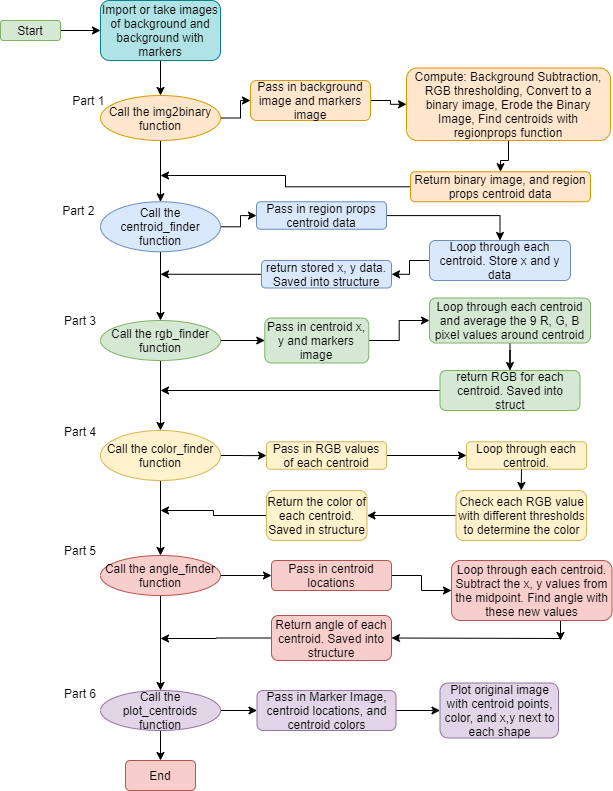 Start
Import or take images
of background and
background with
markers
Part 1
Call the img2binary
function
Pass in background
image and markers
image
Compute: Background Subtraction,
RGB thresholding, Convert to a
binary image, Erode the Binary
Image, Find centroids with
regionprops function
Return binary image, and region
props centroid data
Part 2
Call the
centroid_finder
function
Pass in region props
centroid data
Loop through each
centroid. Store x and y
data
return stored x, y data.
Saved into structure
Part 3
Call the rgb_finder
function
Pass in centroid x,
y and markers
image
Loop through each centroid
and average the 9 R, G, B
pixel values around centroid
return RGB for each
centroid. Saved into
struct
Part 4
Call the color_finder
function
Pass in RGB values
of each centroid
Loop through each
centroid.
Check each RGB value
with different thresholds
to determine the color
Return the color of
each centroid.
Saved in structure
Part 5
Call the angle_finder
function
Pass in centroid
locations
Loop through each centroid.
Subtract the x, y values from
the midpoint. Find angle with
these new values
Return angle of each
centroid. Saved into
structure
Part 6
Call the
plot_centroids
function
Pass in Marker Image,
centroid locations, and
centroid colors
Plot original image
with centroid points,
color, and x,y next to
each shape
End